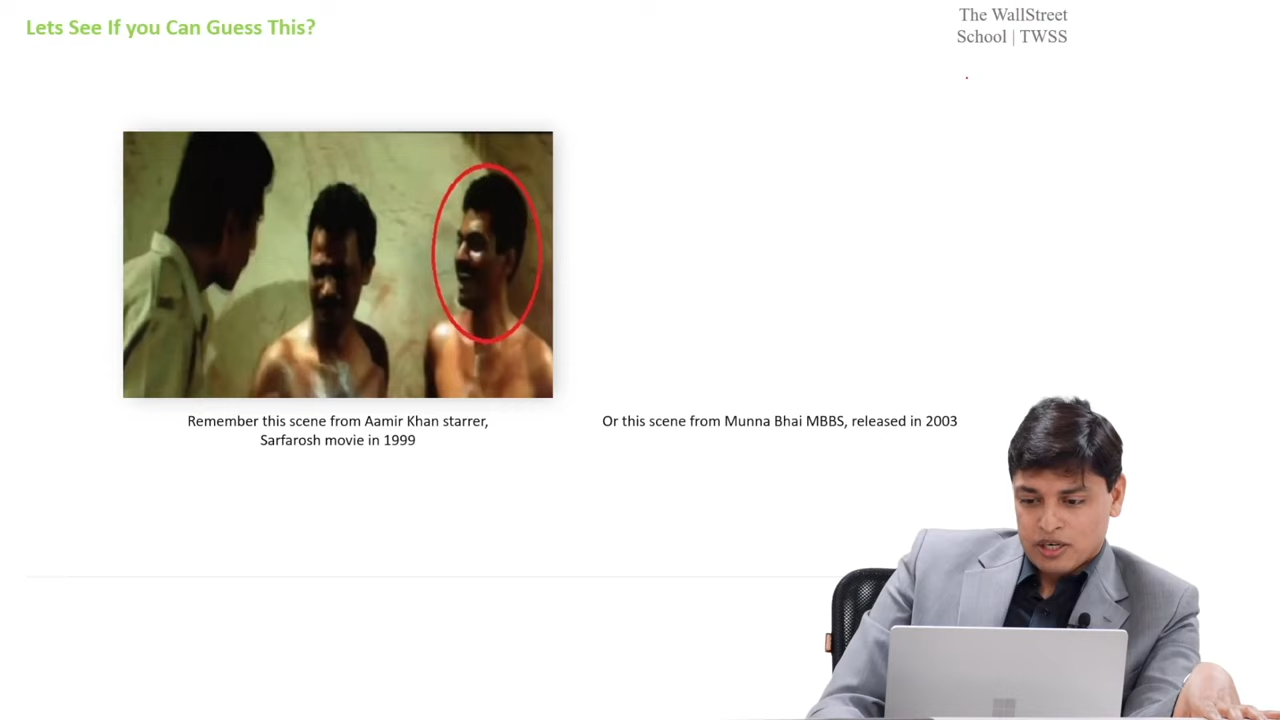 Lets See If you Can Guess This?
The WallStreet
School | TWSS
Remember this scene from Aamir Khan starrer,
Sarfarosh movie in 1999
Or this scene from Munna Bhai MBBS, released in 2003